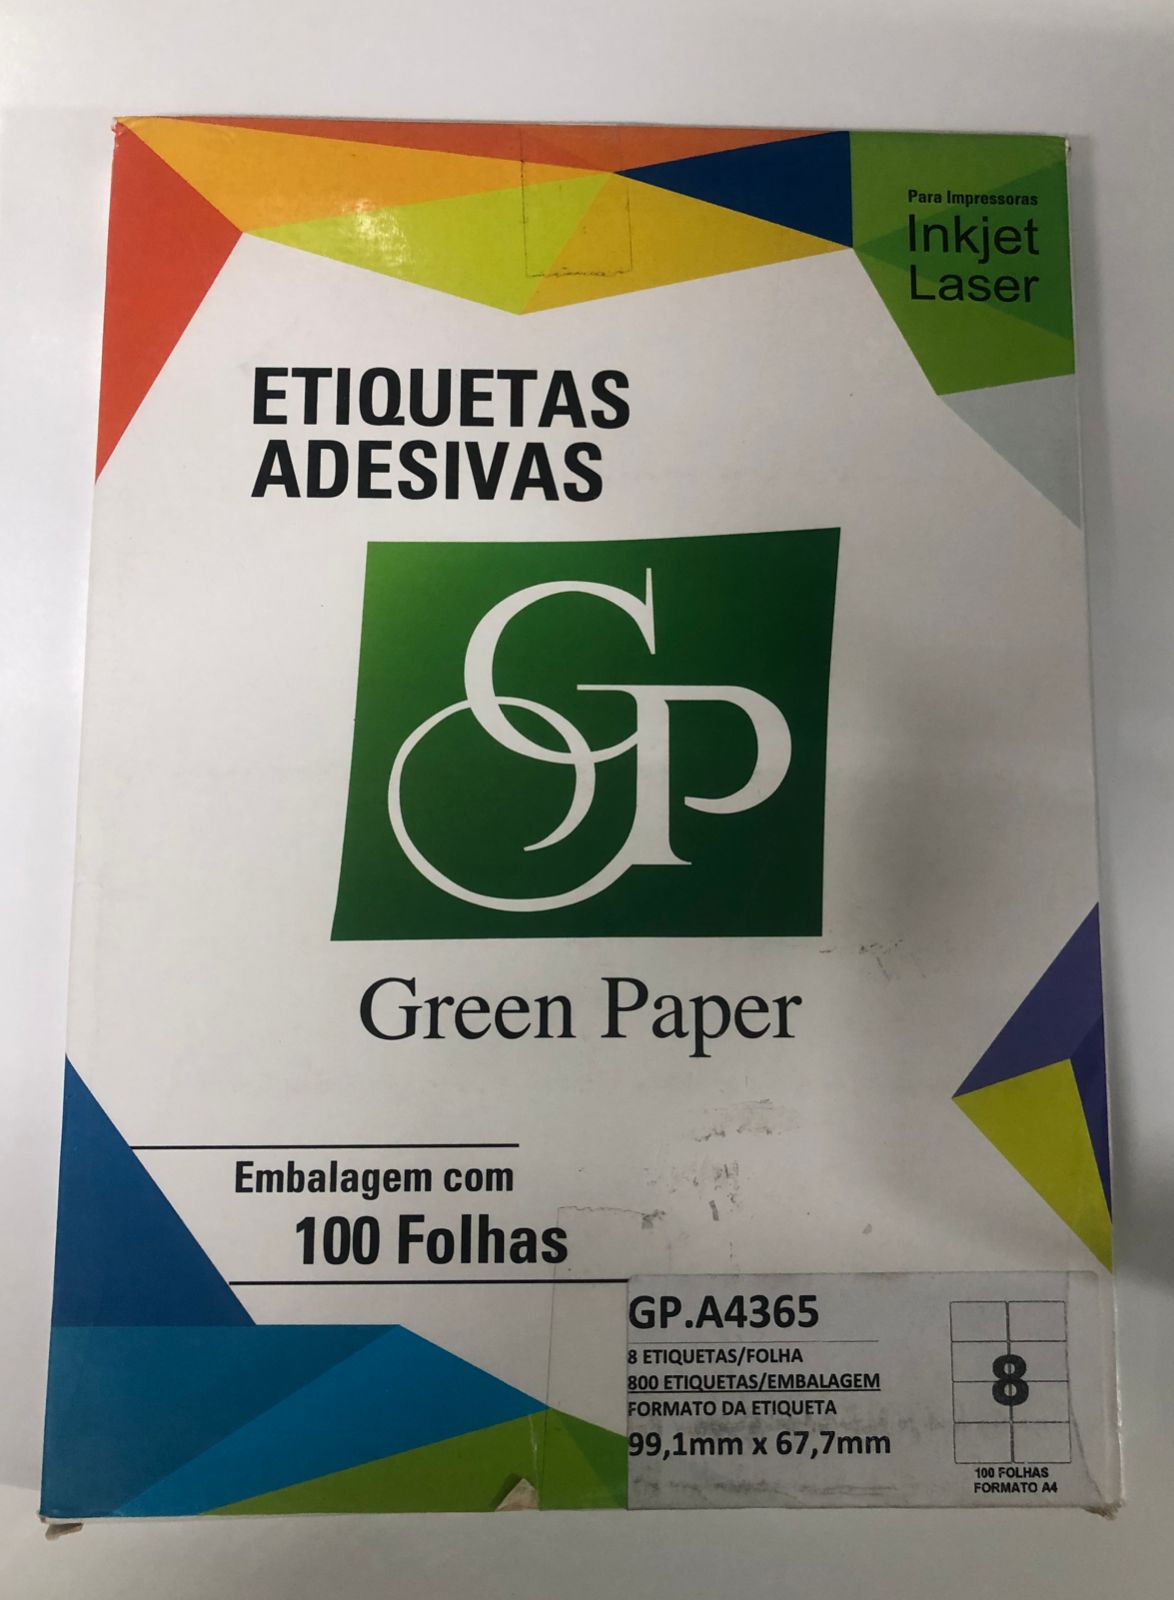 Para Impressoras
Inkjet
Laser
ETIQUETAS
ADESIVAS
GP
Green Paper
Embalagem com
100 Folhas
GP.A4365
8 ETIQUETAS/FOLHA
800 ETIQUETAS/EMBALAGEM
FORMATO DA ETIQUETA
99,1mm x 67,7mm
8
100 FOLHAS
FORMATO A4